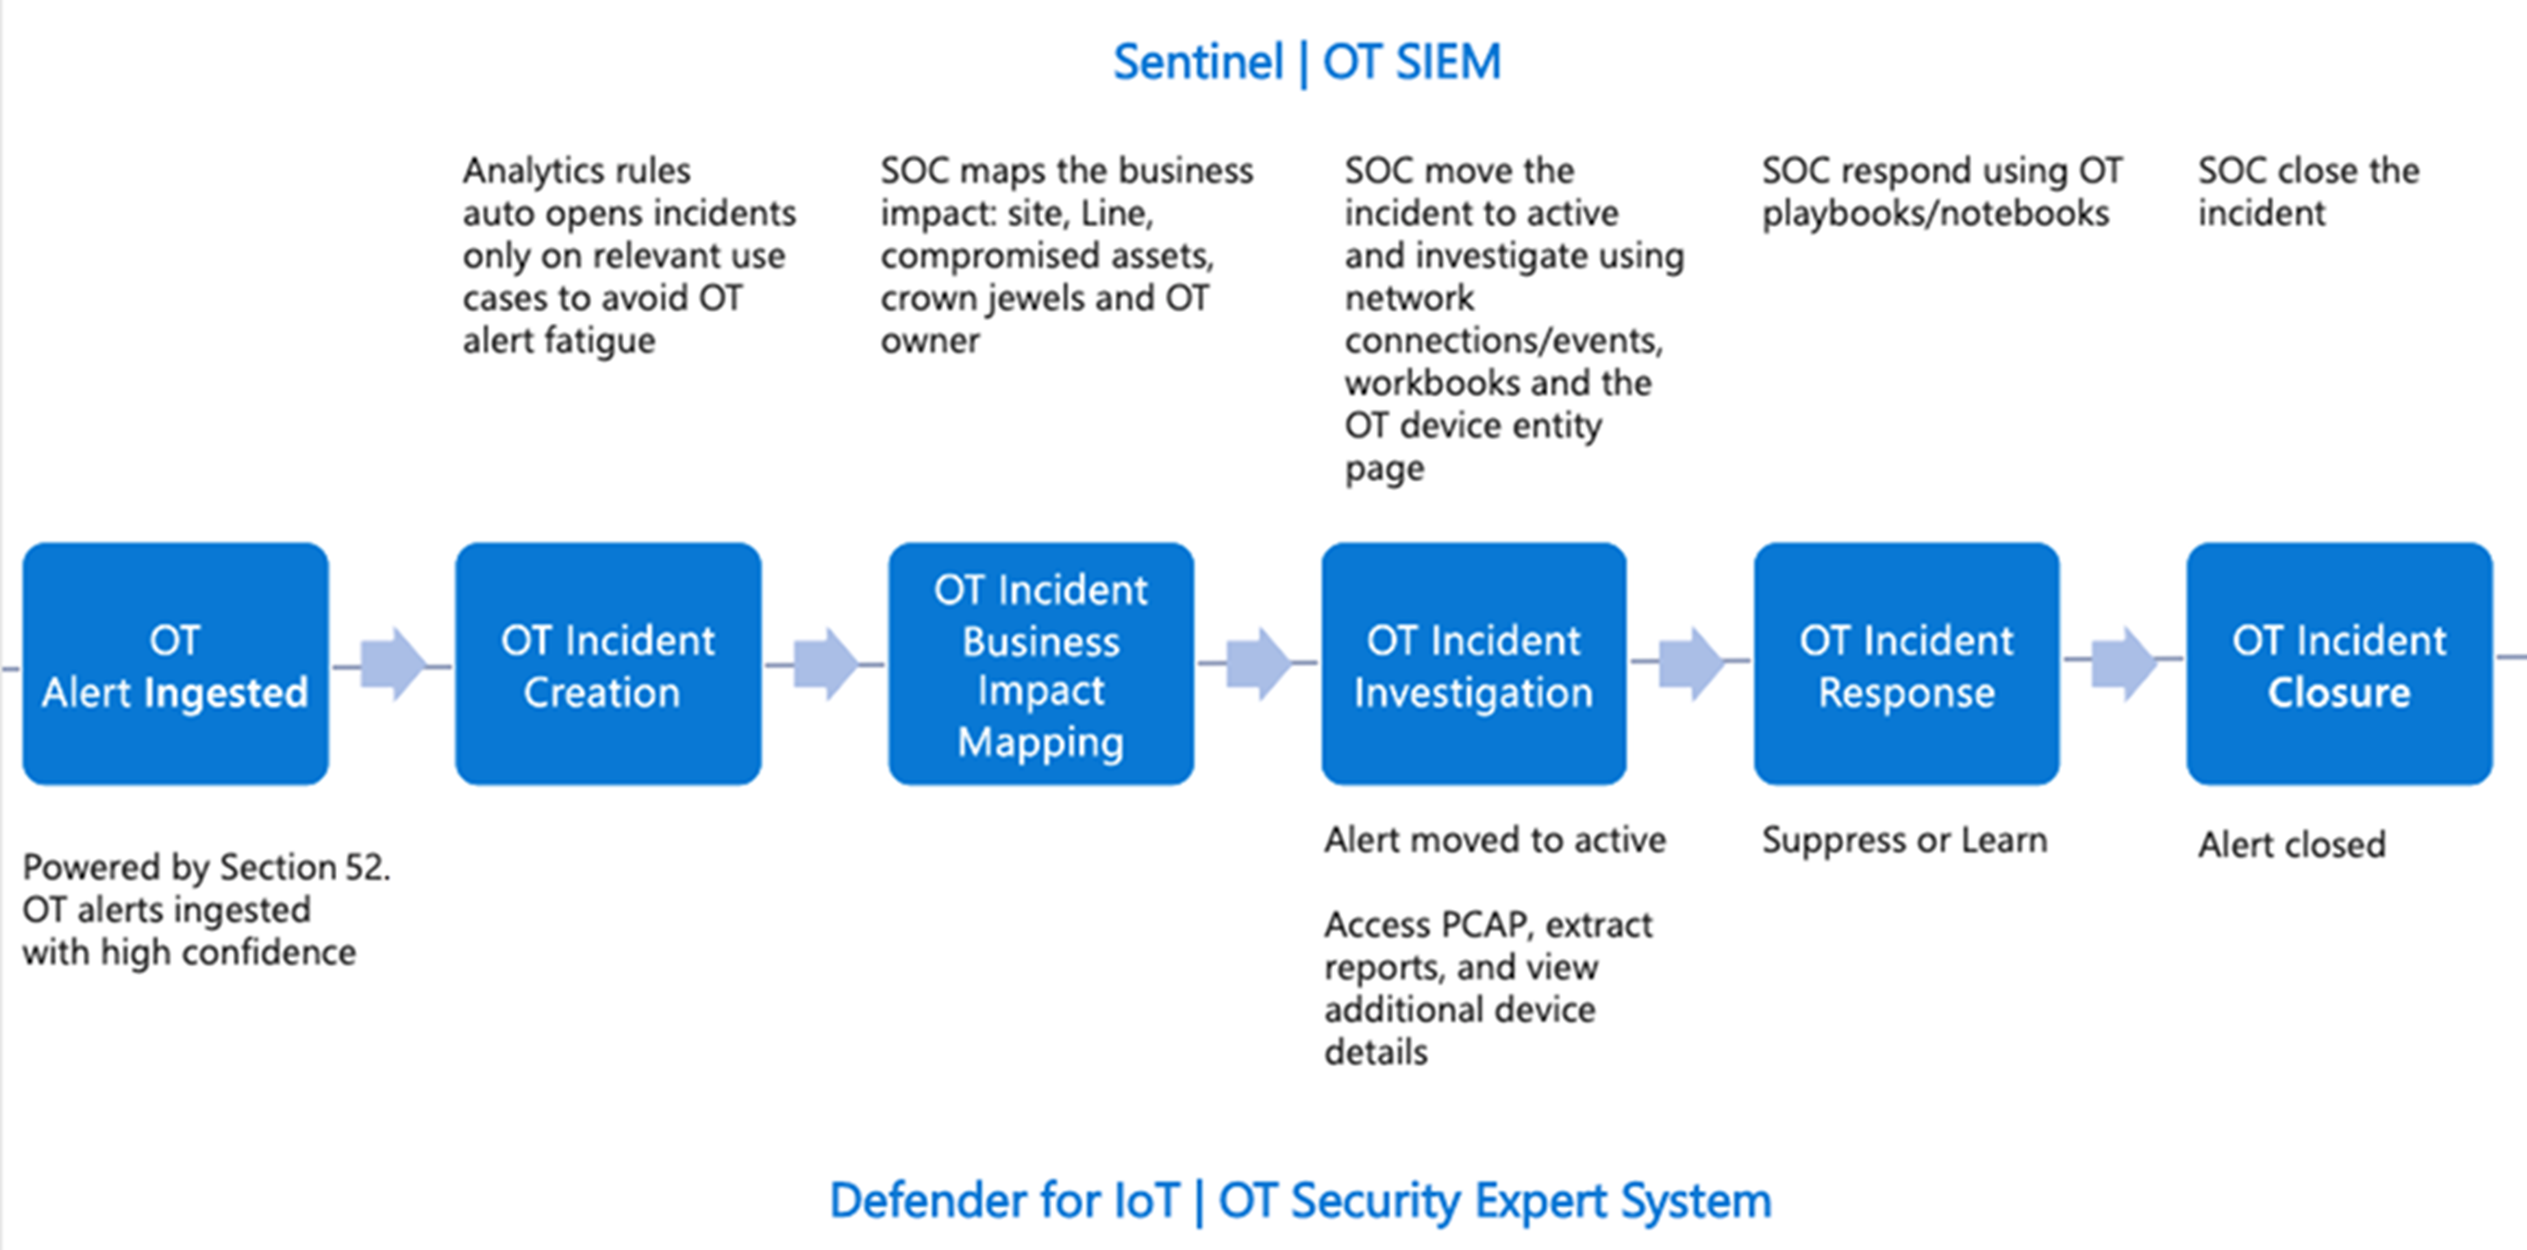 Sentinel | OT SIEM
Analytics rules
auto opens incidents
only on relevant use
cases to avoid OT
alert fatigue
SOC maps the business
impact: site, Line,
compromised assets,
crown jewels and OT
owner
SOC move the
incident to active
and investigate using
network
connections/events,
workbooks and the
OT device entity
page
SOC respond using OT
playbooks/notebooks
SOC close the
incident
OT
Alert Ingested
OT Incident
Creation
OT Incident
Business
Impact
Mapping
OT Incident
Investigation
OT Incident
Response
OT Incident
Closure
Powered by Section 52.
OT alerts ingested
with high confidence
Alert moved to active
Access PCAP, extract
reports, and view
additional device
details
Suppress or Learn
Alert closed
Defender for IoT | OT Security Expert System